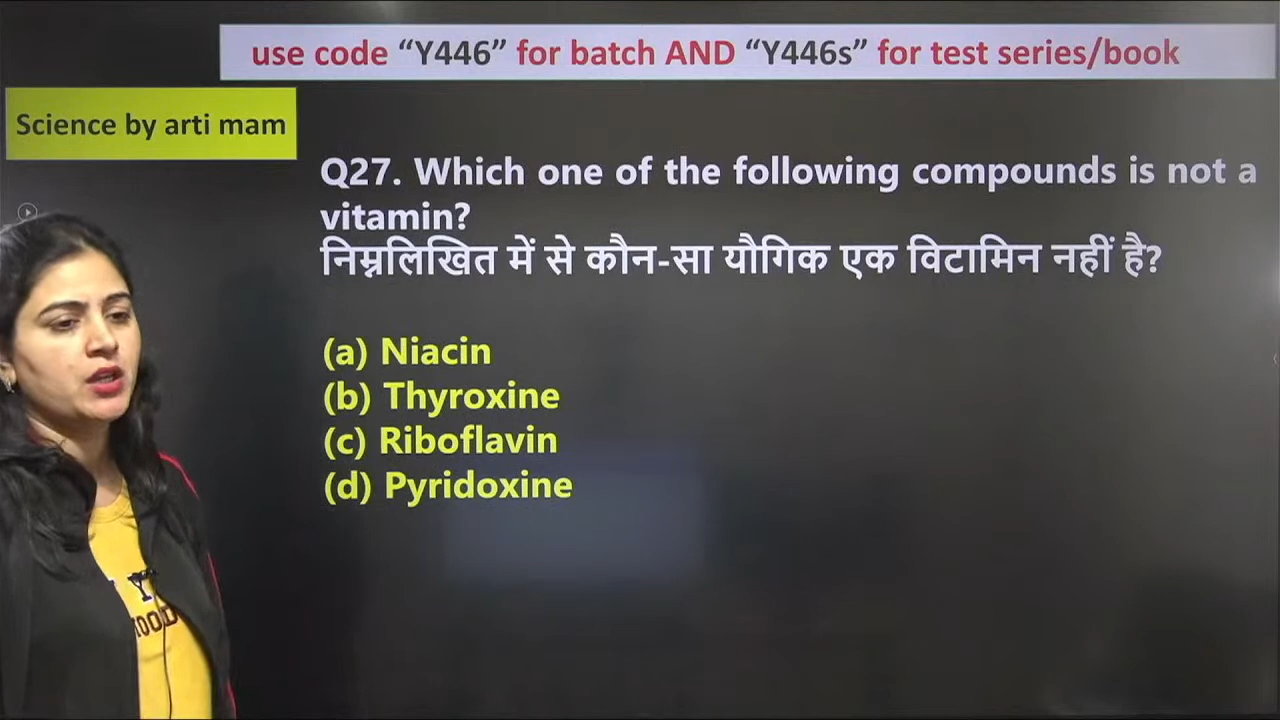 use code “Y446” for batch AND “Y446s” for test series/book
Science by arti mam
Q27. Which one of the following compounds is not a
vitamin?
निम्नलिखित में से कौन-सा यौगिक एक विटामिन नहीं है?
(a) Niacin
(b) Thyroxine
(c) Riboflavin
(d) Pyridoxine
Y
OOD